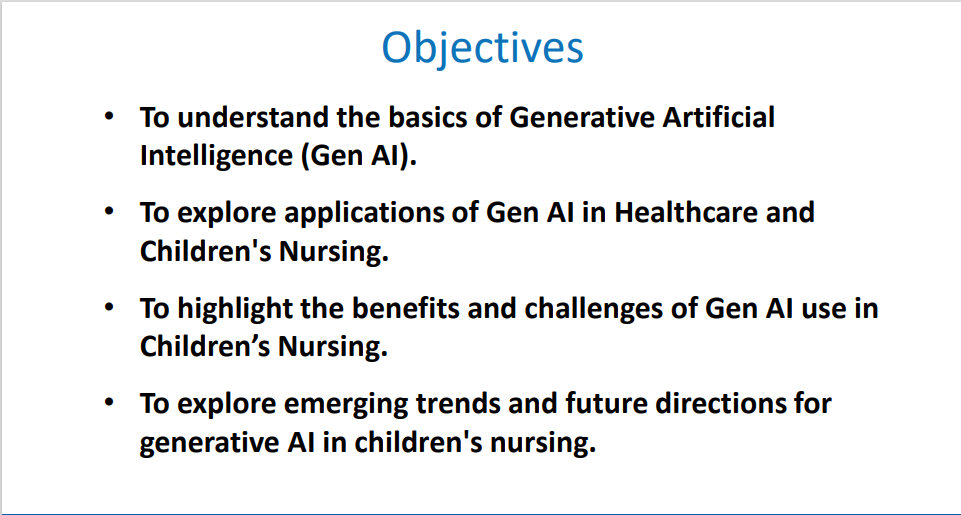 Objectives
• To understand the basics of Generative Artificial
Intelligence (Gen AI).
• To explore applications of Gen AI in Healthcare and
Children's Nursing.
• To highlight the benefits and challenges of Gen AI use in
Children’s Nursing.
• To explore emerging trends and future directions for
generative AI in children's nursing.